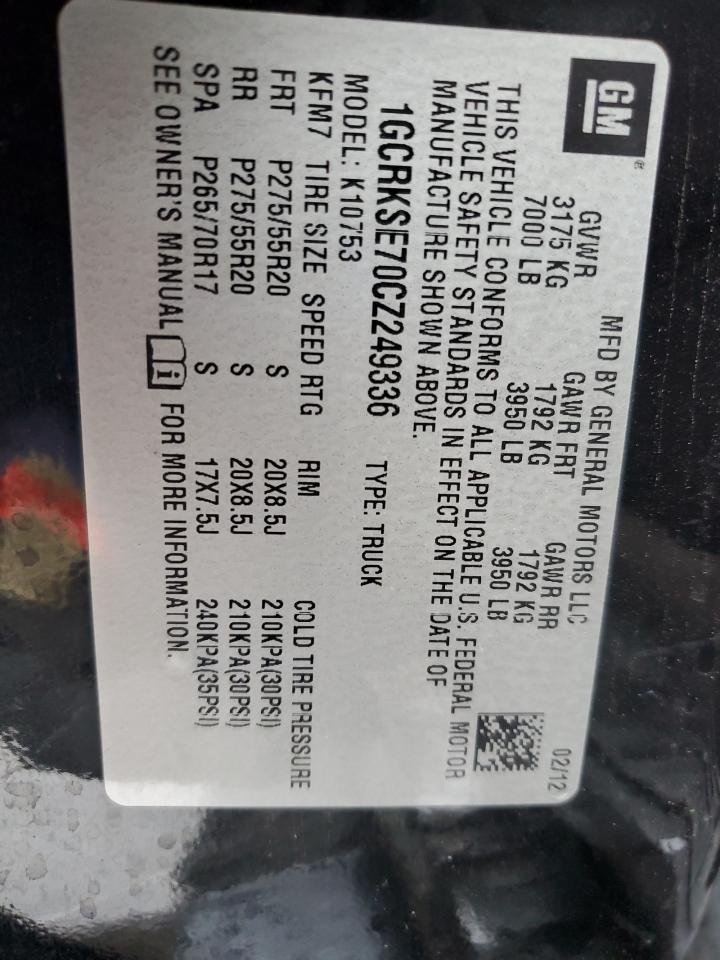 GM®
MFD BY GENERAL MOTORS LLC 02/12
GVWR GAWR FRT GAWR RR
3175 KG 1792 KG 1792 KG
7000 LB 3950 LB 3950 LB
THIS VEHICLE CONFORMS TO ALL APPLICABLE U.S. FEDERAL MOTOR
VEHICLE SAFETY STANDARDS IN EFFECT ON THE DATE OF
MANUFACTURE SHOWN ABOVE.
1GCRKSE70CZ249336 TYPE: TRUCK
MODEL: K10753
KFM7 TIRE SIZE SPEED RTG RIM COLD TIRE PRESSURE
FRT P275/55R20 S 20X8.5J 210KPA(30PSI)
RR P275/55R20 S 20X8.5J 210KPA(30PSI)
SPA P265/70R17 S 17X7.5J 240KPA(35PSI)
SEE OWNER'S MANUAL i FOR MORE INFORMATION.